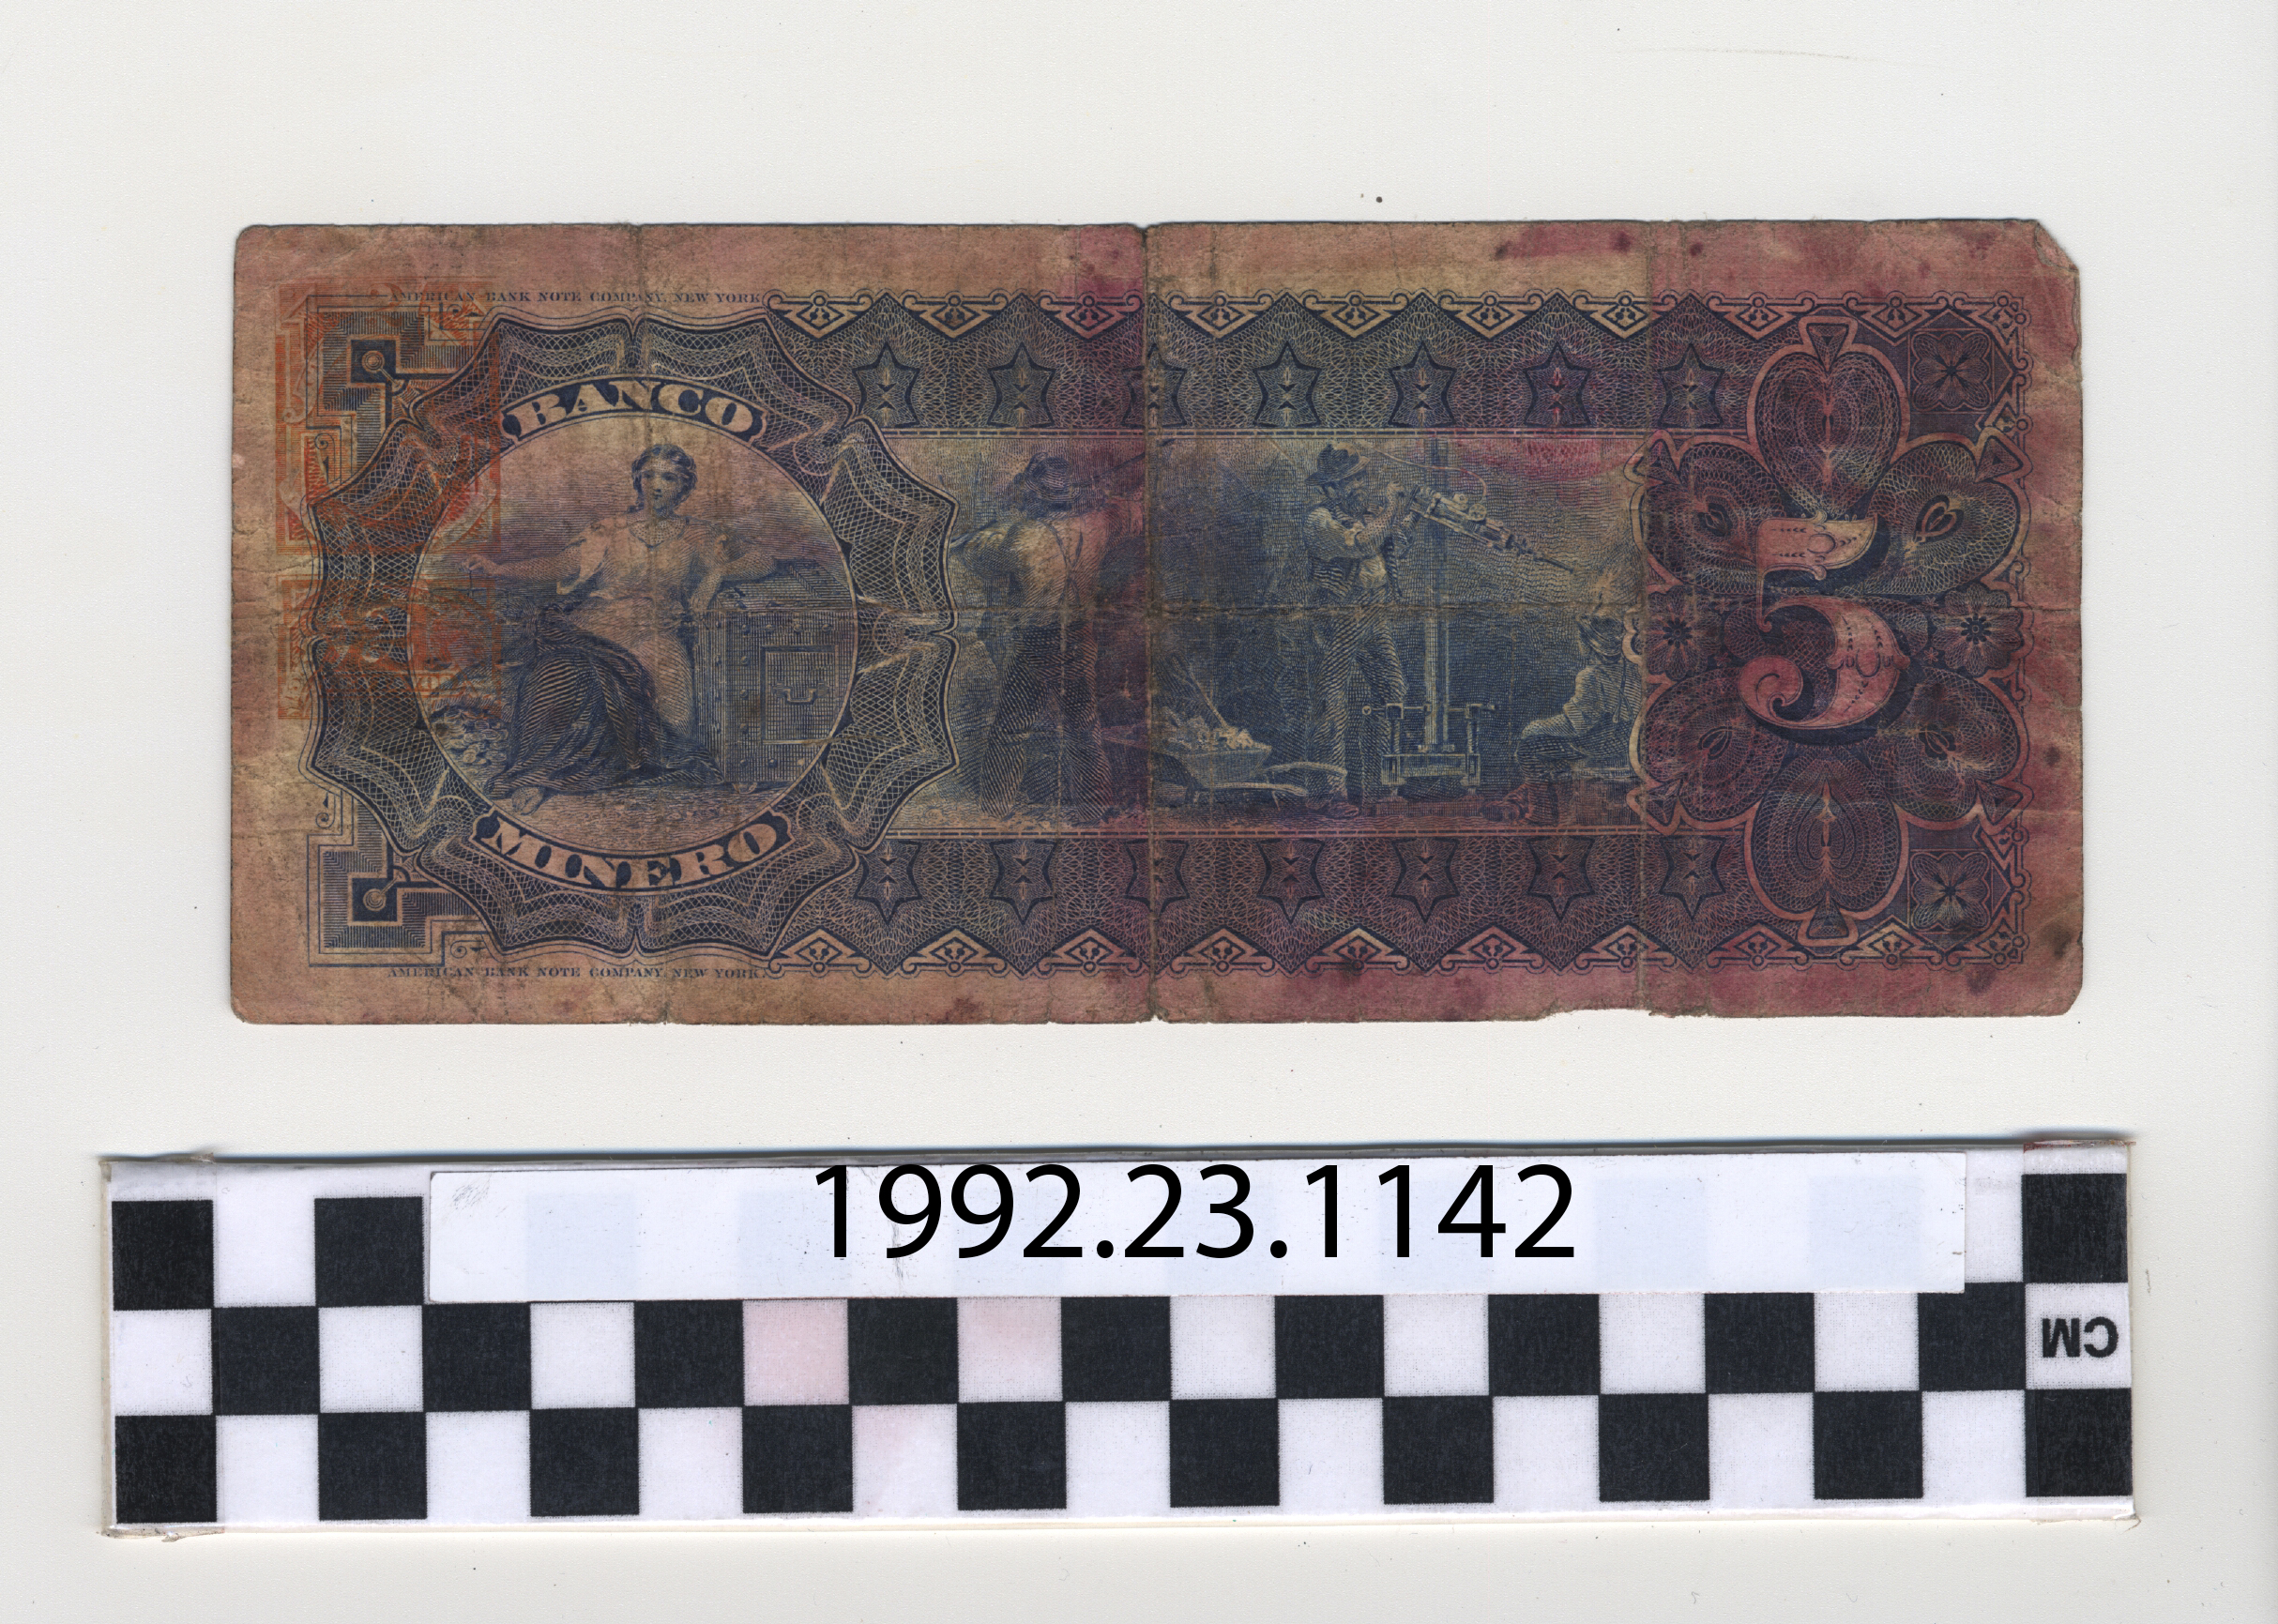 AMERICAN BANK NOTE COMPANY, NEW YORK.
BANCO
5
MINERO
AMERICAN BANK NOTE COMPANY, NEW YORK.
1992.23.1142
CM